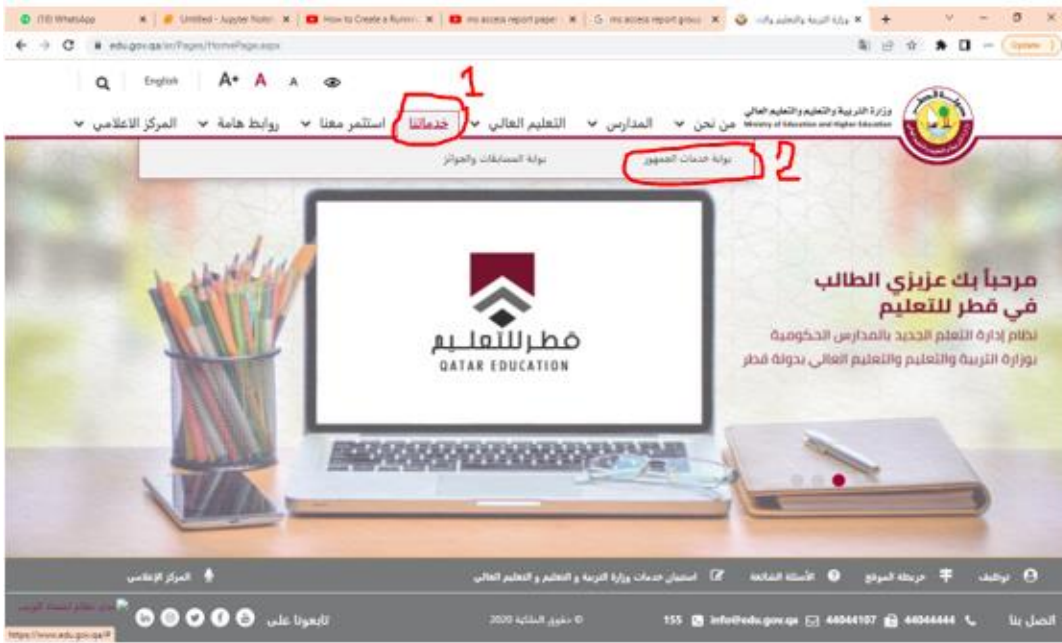 (18) WhatsApp
Untitled - Jupyter Noteb
How to Create a Runnin
ms access report paper
ms access report group
وزارة التربية والتعليم والت
edu.gov.qa/ar/Pages/HomePage.aspx
Update
English A+ A A
1
وزارة التربية والتعليم والتعليم العالي
Ministry of Education and Higher Education
من نحن المدارس التعليم العالي خدماتنا استثمر معنا روابط هامة المركز الاعلامي
بوابة خدمات الجمهور بوابة المسابقات والجوائز
2
قطر للتعليم
QATAR EDUCATION
مرحباً بك عزيزي الطالب
في قطر للتعليم
نظام إدارة التعلم الجديد بالمدارس الحكومية
بوزارة التربية والتعليم والتعليم العالي بدولة قطر
توظيف خريطة الموقع الأسئلة الشائعة استبيان خدمات وزارة التربية و التعليم و التعليم العالي المركز الإعلامي
اتصل بنا 44044444 44044107 info@edu.gov.qa 155 © حقوق الملكية 2020 تابعونا على
https://www.edu.gov.qa/#